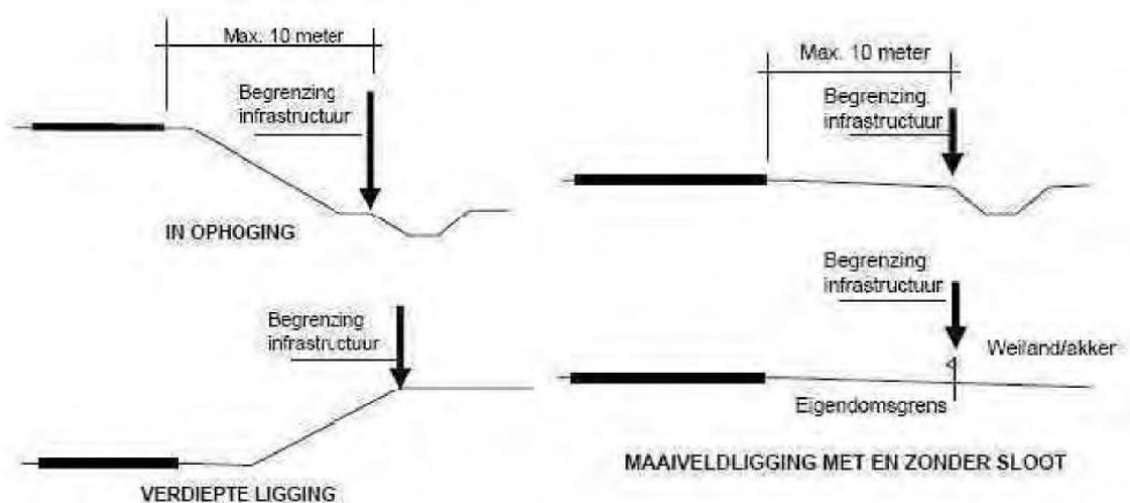 Max. 10 meter
Begrenzing
infrastructuur
IN OPHOGING
Begrenzing
infrastructuur
VERDIEPTE LIGGING
Max. 10 meter
Begrenzing
infrastructuur
Begrenzing
infrastructuur
Weiland/akker
Eigendomsgrens
MAAIVELDLIGGING MET EN ZONDER SLOOT